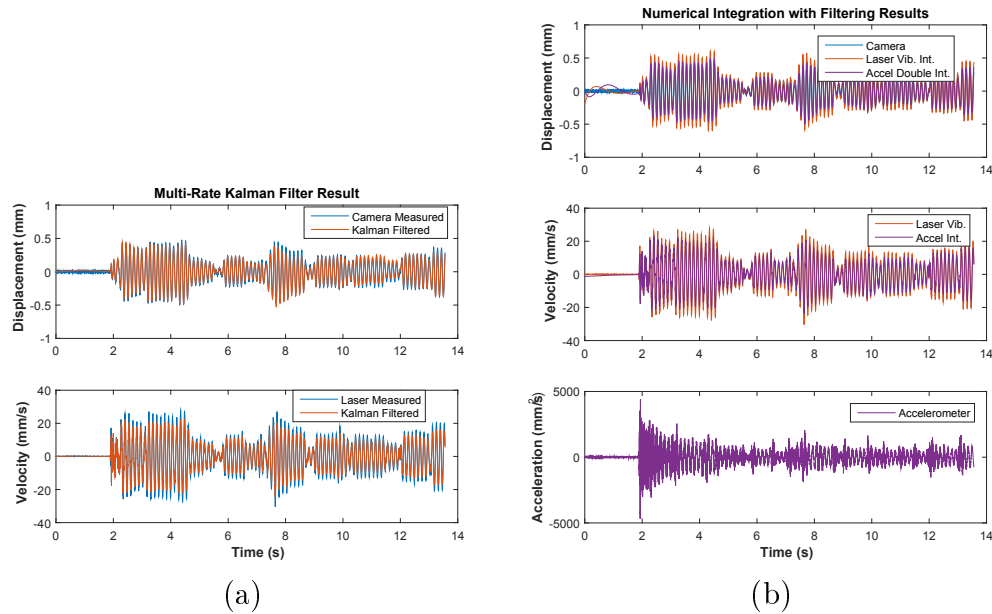 Multi-Rate Kalman Filter Result
Displacement (mm)
1
0.5
0
-0.5
-1
Camera Measured
Kalman Filtered
0 2 4 6 8 10 12 14
Velocity (mm/s)
40
20
0
-20
-40
Laser Measured
Kalman Filtered
0 2 4 6 8 10 12 14
Time (s)
(a)
Numerical Integration with Filtering Results
Displacement (mm)
1
0.5
0
-0.5
-1
Camera
Laser Vib. Int.
Accel Double Int.
0 2 4 6 8 10 12 14
Velocity (mm/s)
40
20
0
-20
-40
Laser Vib.
Accel Int.
0 2 4 6 8 10 12 14
Acceleration (mm²/s)
5000
0
-5000
Accelerometer
0 2 4 6 8 10 12 14
Time (s)
(b)